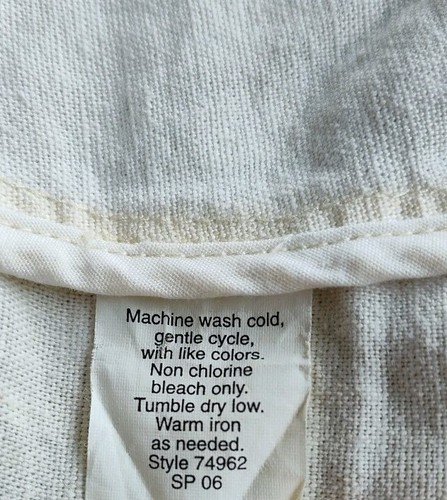 Machine wash cold,
gentle cycle,
with like colors.
Non chlorine
bleach only.
Tumble dry low.
Warm iron
as needed.
Style 74962
SP 06